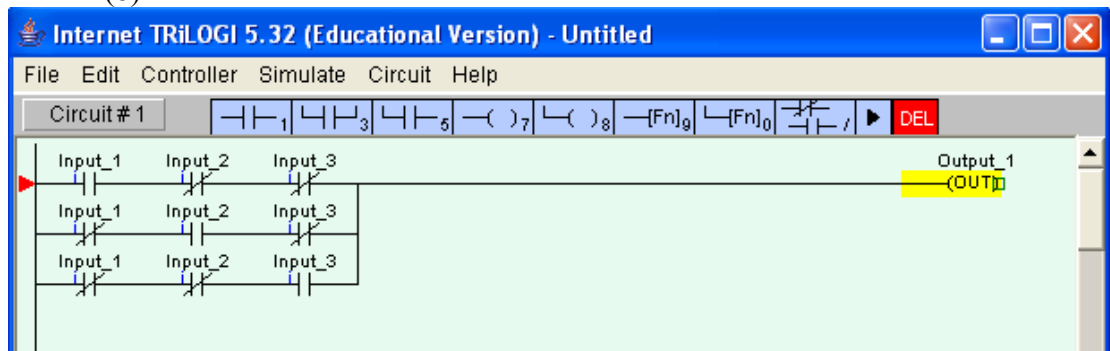 Internet TRiLOGI 5.32 (Educational Version) - Untitled
File Edit Controller Simulate Circuit Help
Circuit # 1 1 3 5 7 8 [Fn]9 [Fn]0 / DEL
Input_1 Input_2 Input_3 Output_1
(OUT)
Input_1 Input_2 Input_3
Input_1 Input_2 Input_3